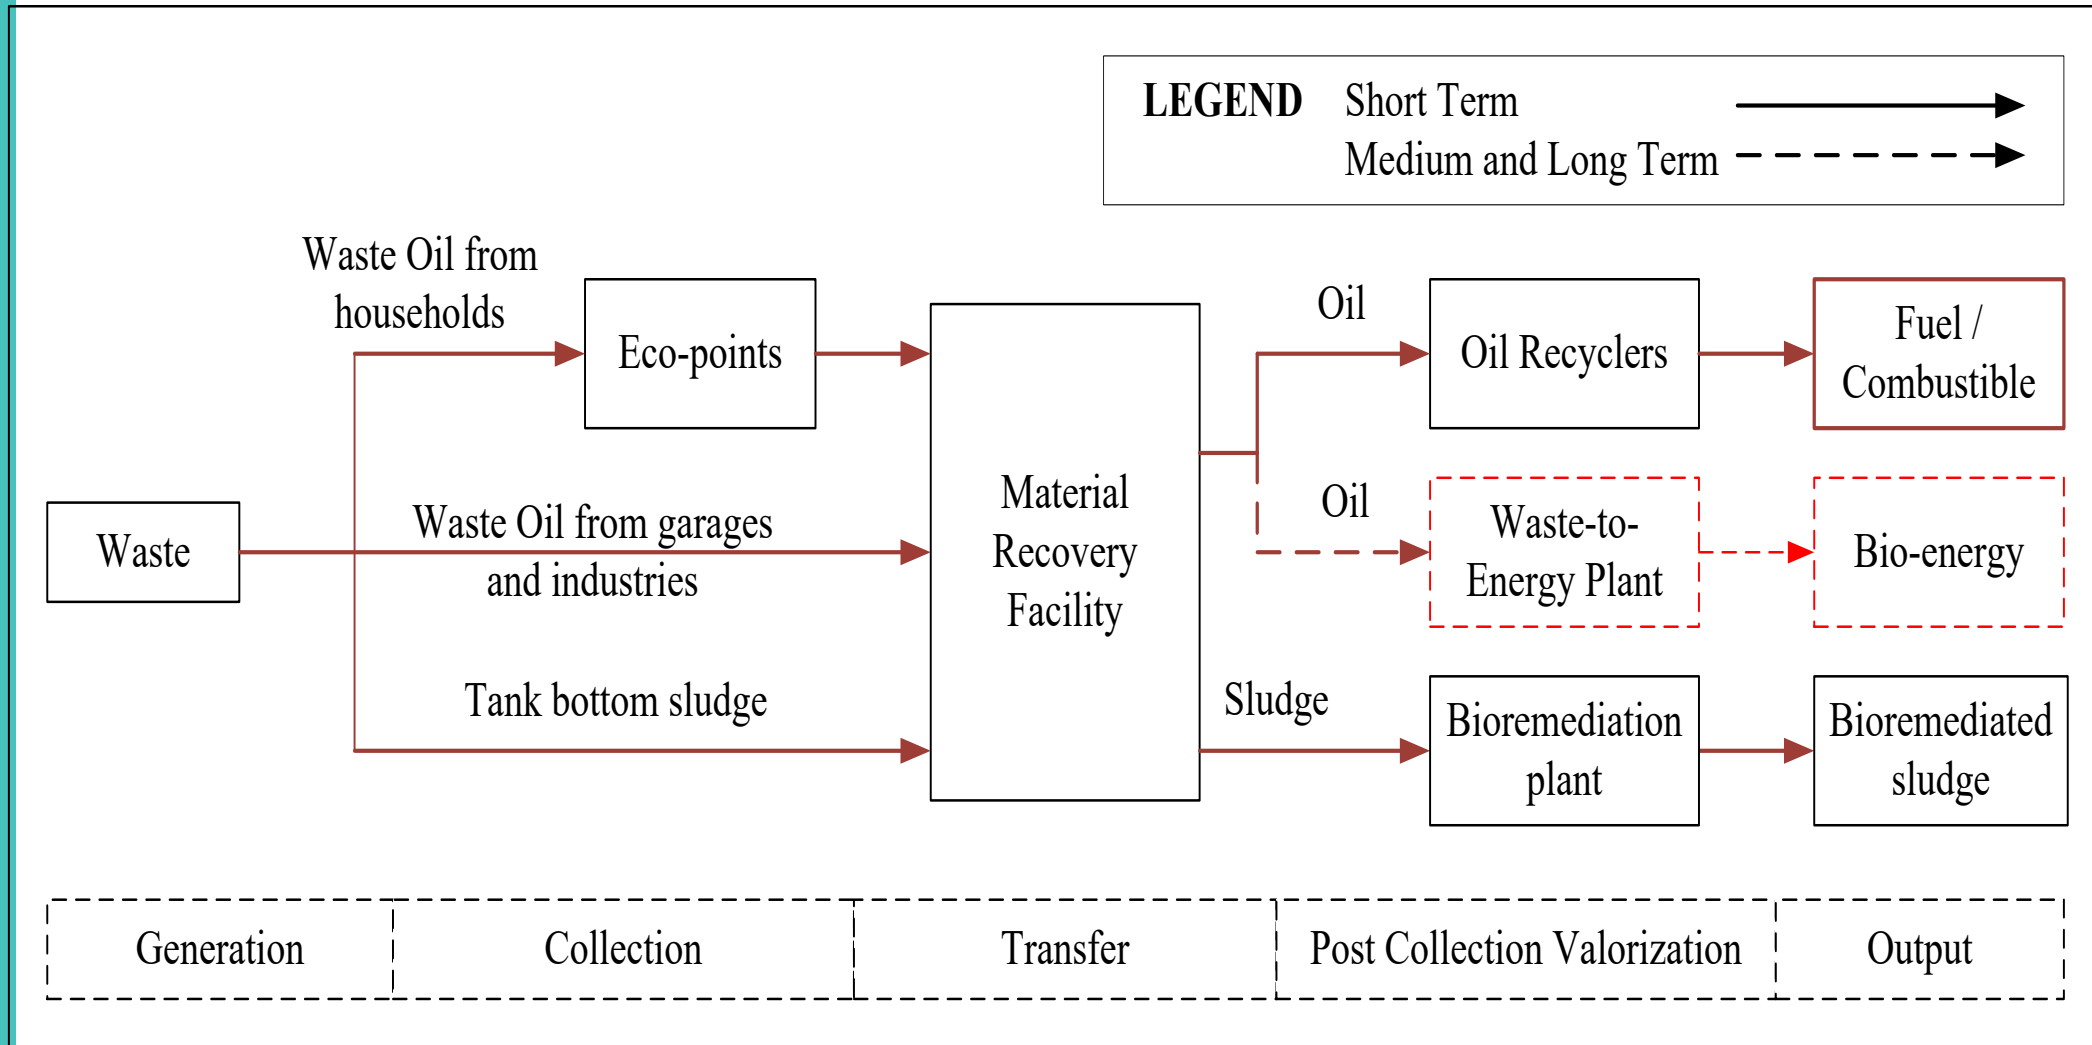 LEGEND Short Term
Medium and Long Term
Waste Oil from
households
Eco-points
Oil
Oil Recyclers
Fuel /
Combustible
Waste
Waste Oil from garages
and industries
Material
Recovery
Facility
Oil
Waste-to-
Energy Plant
Bio-energy
Tank bottom sludge
Sludge
Bioremediation
plant
Bioremediated
sludge
Generation
Collection
Transfer
Post Collection Valorization
Output